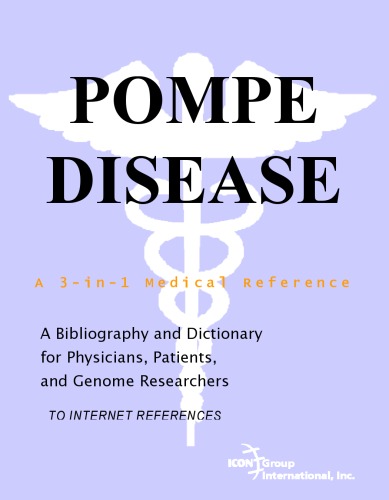 POMPE
DISEASE
A 3-in-1 Medical Reference
A Bibliography and Dictionary
for Physicians, Patients,
and Genome Researchers
TO INTERNET REFERENCES
ICON Group
International, Inc.